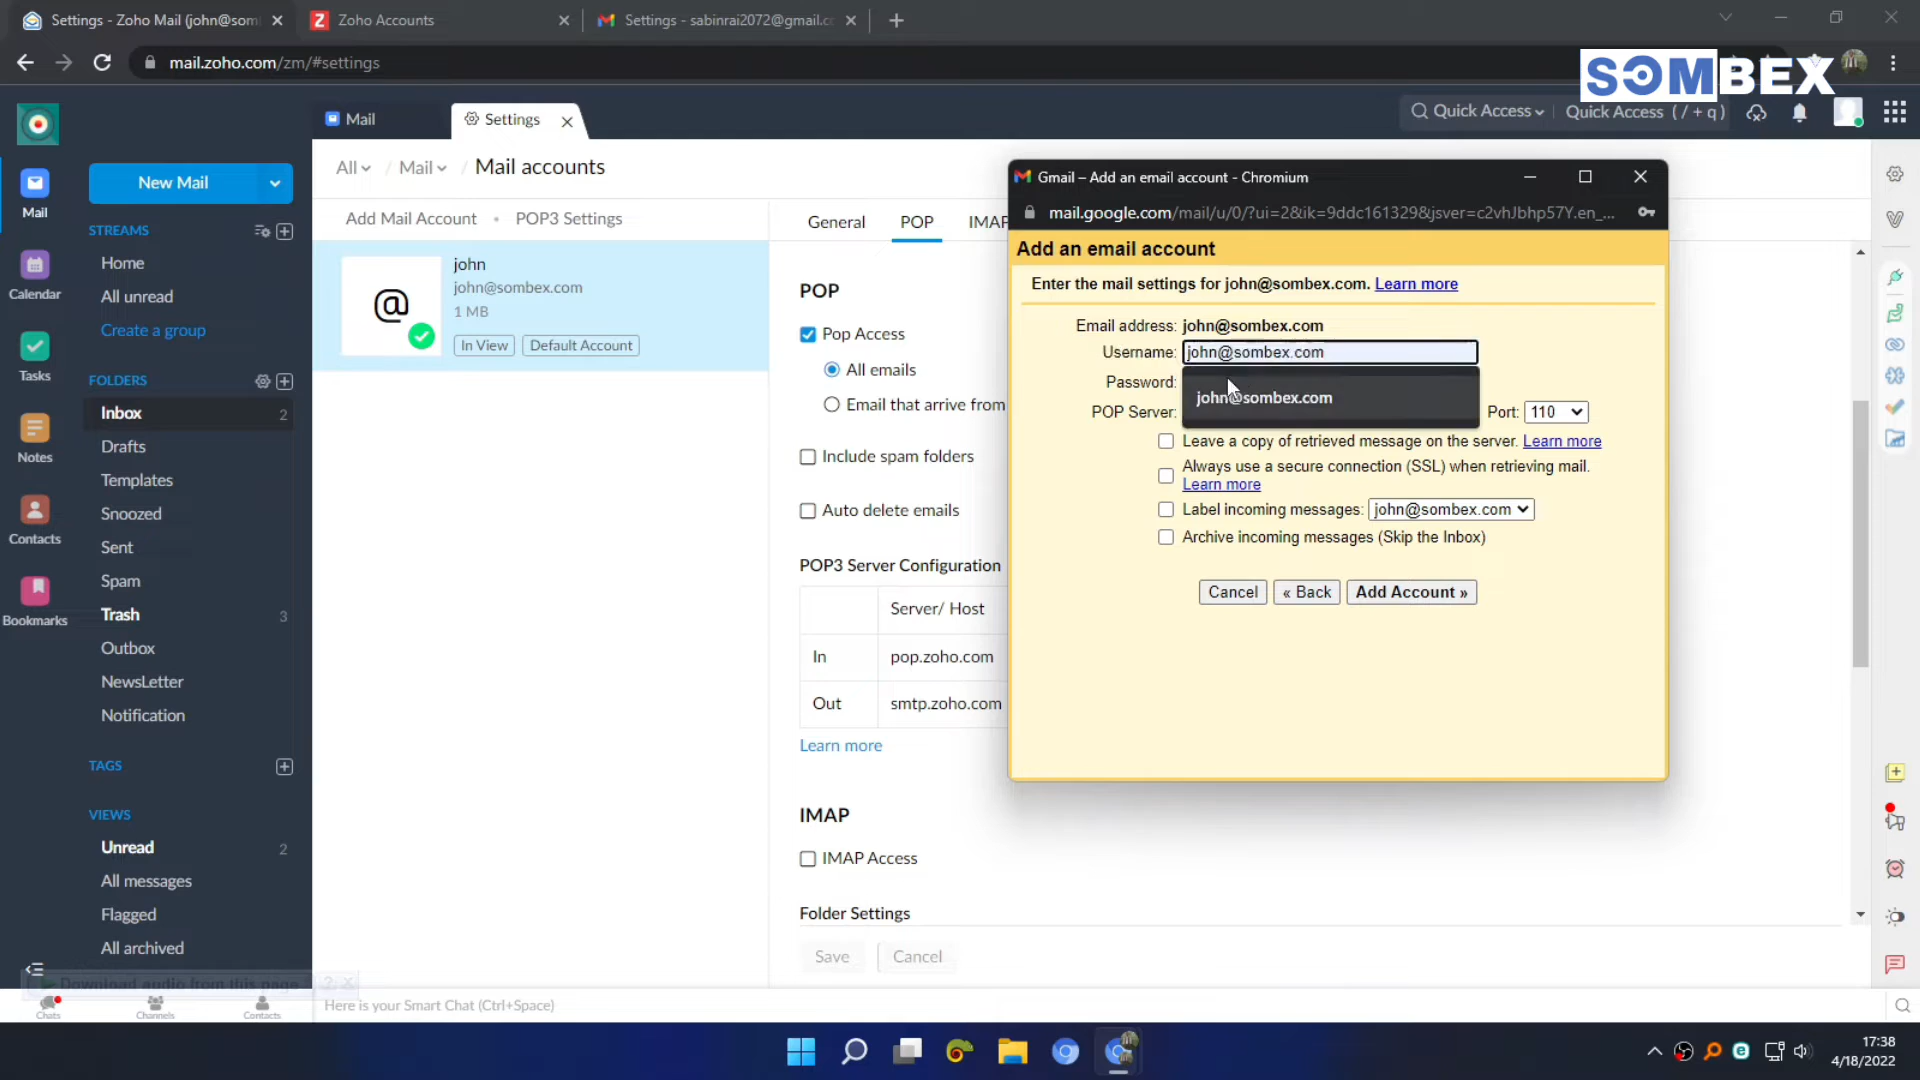 Settings - Zoho Mail (john@som
Zoho Accounts
Settings - sabinrai2072@gmail.c
mail.zoho.com/zm/#settings
SOMBEX
Mail
Settings
Quick Access
Quick Access ( / + q )
All / Mail / Mail accounts
New Mail
Mail
STREAMS
Home
All unread
Create a group
Calendar
Tasks
FOLDERS
Inbox 2
Drafts
Templates
Snoozed
Sent
Spam
Trash 3
Outbox
NewsLetter
Notification
Notes
Contacts
Bookmarks
TAGS
VIEWS
Unread 2
All messages
Flagged
All archived
Download audio from this page
Chats
Channels
Contacts
Here is your Smart Chat (Ctrl+Space)
Add Mail Account • POP3 Settings
@
john
john@sombex.com
1 MB
In View
Default Account
General
POP
IMAP
POP
Pop Access
All emails
Email that arrive from
Include spam folders
Auto delete emails
POP3 Server Configuration
Server/ Host
In pop.zoho.com
Out smtp.zoho.com
Learn more
IMAP
IMAP Access
Folder Settings
Save
Cancel
Gmail – Add an email account - Chromium
mail.google.com/mail/u/0/?ui=2&ik=9ddc161329&jsver=c2vhJbhp57Y.en_...
Add an email account
Enter the mail settings for john@sombex.com. Learn more
Email address: john@sombex.com
Username: john@sombex.com
Password:
john@sombex.com
POP Server:
Port: 110
Leave a copy of retrieved message on the server. Learn more
Always use a secure connection (SSL) when retrieving mail.
Learn more
Label incoming messages: john@sombex.com
Archive incoming messages (Skip the Inbox)
Cancel
« Back
Add Account »
17:38
4/18/2022